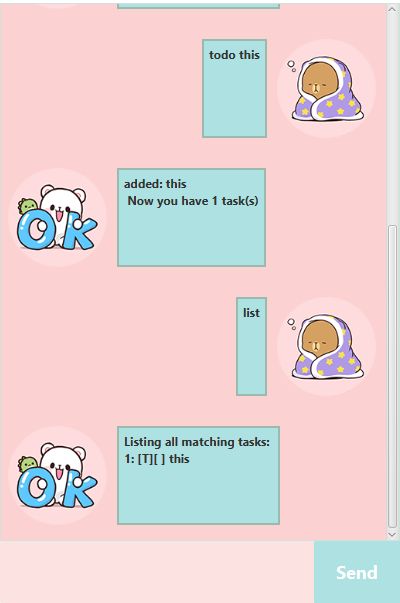 todo this
added: this
Now you have 1 task(s)
OK
list
Listing all matching tasks:
1: [T][ ] this
OK
Send